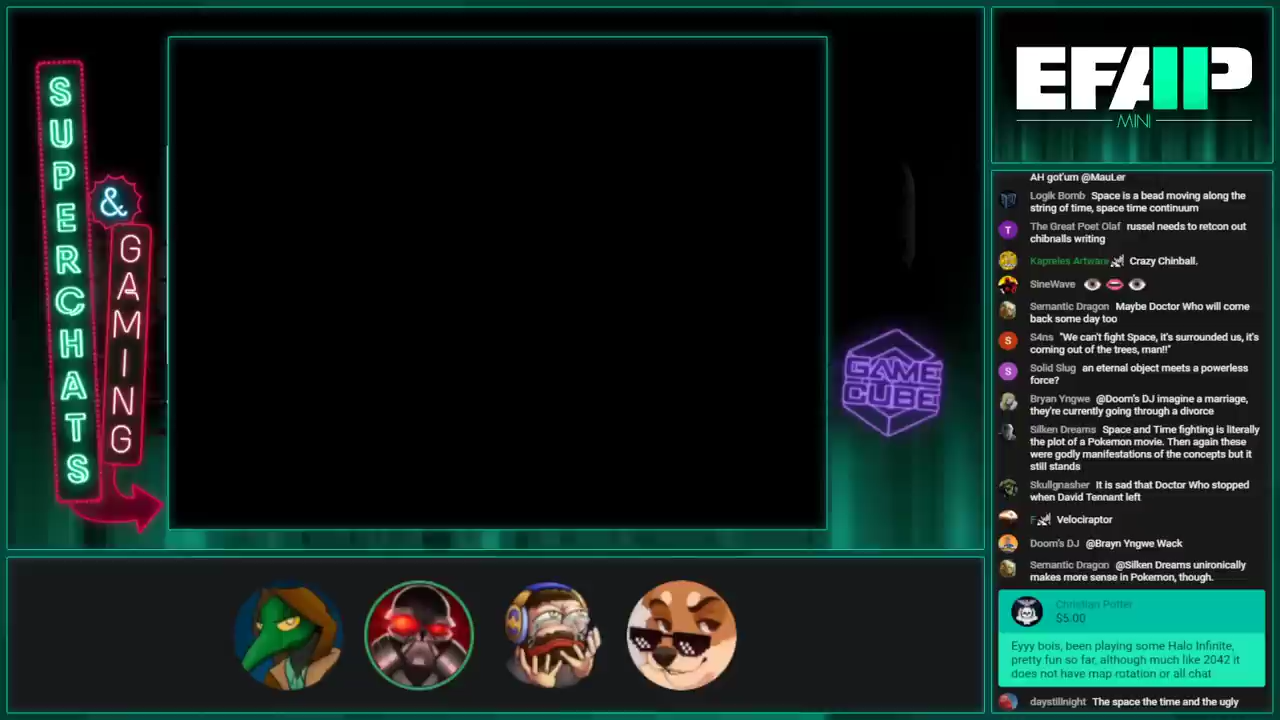 SUPERCHATS
&
GAMING
GAME
CUBE
EFAP
MINI
AH got'um @MauLer
Logik Bomb Space is a bead moving along the
string of time, space time continuum
The Great Poet Olaf russel needs to retcon out
chibnalls writing
Kapreles Artware Crazy Chinball.
SineWave 👁️ 👄 👁️
Semantic Dragon Maybe Doctor Who will come
back some day too
S4ns "We can't fight Space, it's surrounded us, it's
coming out of the trees, man!!"
Solid Slug an eternal object meets a powerless
force?
Bryan Yngwe @Doom's DJ imagine a marriage,
they're currently going through a divorce
Silken Dreams Space and Time fighting is literally
the plot of a Pokemon movie. Then again these
were godly manifestations of the concepts but it
still stands
Skullgnasher It is sad that Doctor Who stopped
when David Tennant left
F Velociraptor
Doom's DJ @Brayn Yngwe Wack
Semantic Dragon @Silken Dreams unironically
makes more sense in Pokemon, though.
Christian Potter
$5.00
Eyyy bois, been playing some Halo Infinite,
pretty fun so far, although much like 2042 it
does not have map rotation or all chat
daystillnight The space the time and the ugly